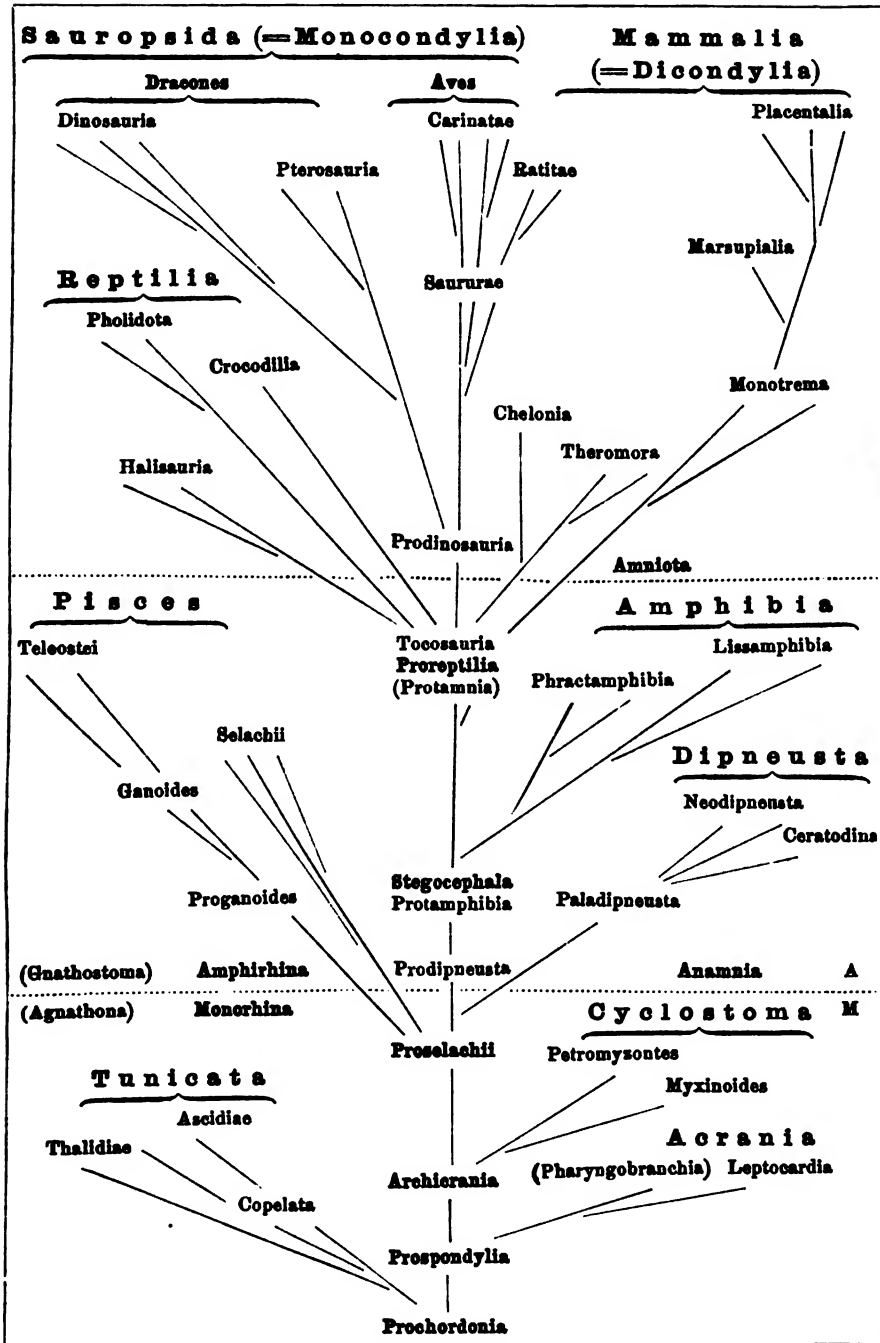 Sauropsida (=Monocondylia)
Mammalia
(=Dicondylia)
Dracones
Aves
Dinosauria
Carinatae
Placentalia
Pterosauria
Ratitae
Marsupialia
Reptilia
Saururae
Pholidota
Crocodilia
Monotrema
Chelonia
Halisauria
Theromora
Prodinosauria
Amniota
Pisces
Amphibia
Teleostei
Tocosauria
Lissamphibia
Proreptilia
(Protamnia)
Phractamphibia
Selachii
Dipneusta
Ganoides
Neodipneusta
Ceratodina
Stegocephala
Proganoides
Protamphibia
Paladipneusta
(Gnathostoma) Amphirhina Prodipneusta Anamnia A
(Agnathona) Monorhina
Cyclostoma M
Proselachii
Petromyzontes
Tunicata
Myxinoides
Ascidiae
Acrania
Thalidiae
Archicrania
(Pharyngobranchia) Leptocardia
Copelata
Prospondylia
Prochordonia